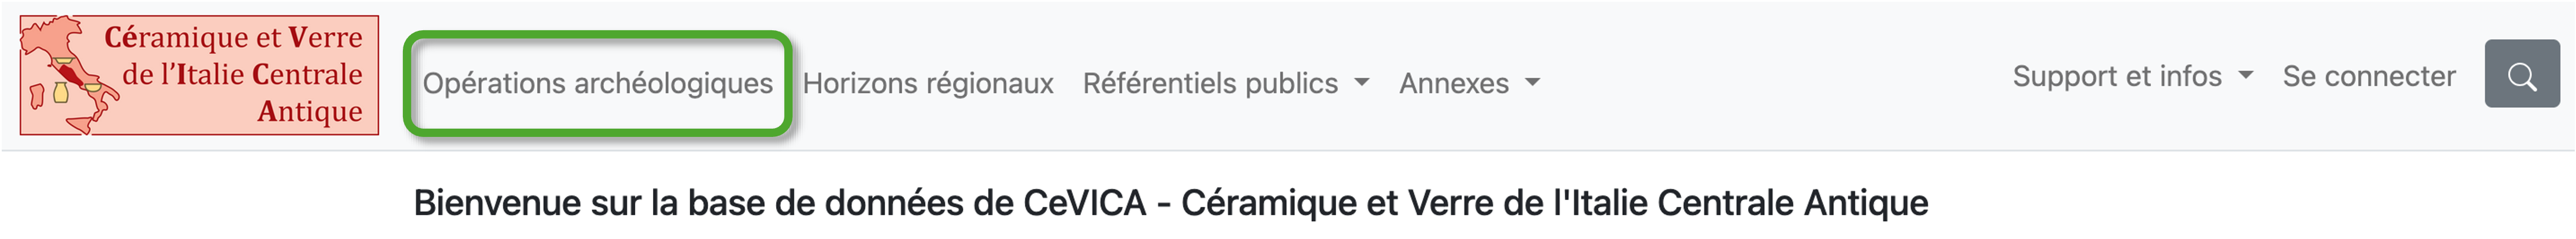 Céramique et Verre
de l'Italie Centrale
Antique
Opérations archéologiques Horizons régionaux Référentiels publics Annexes Support et infos Se connecter
Bienvenue sur la base de données de CeVICA - Céramique et Verre de l'Italie Centrale Antique